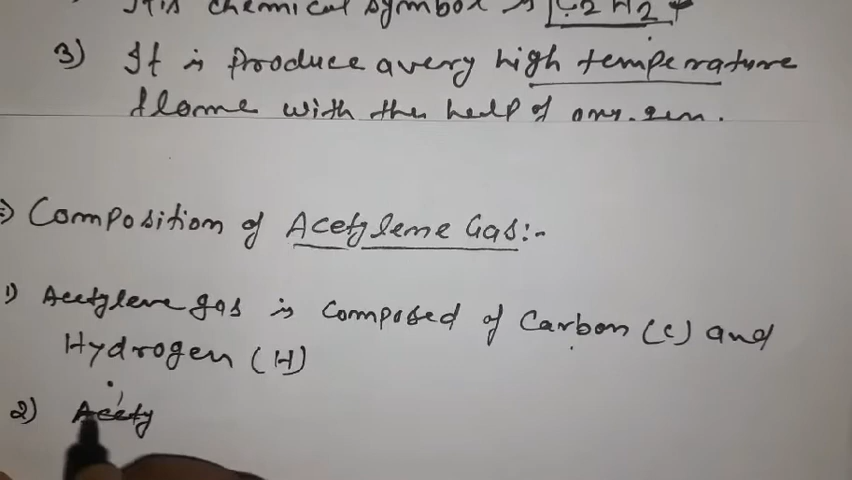 It is chemical symbol is C2H2
3) It is produce a very high temperature
flame with the help of oxy.gen.
=) Composition of Acetylene Gas:-
1) Acetylene gas is composed of Carbon (C) and
Hydrogen (H)
2) Acety